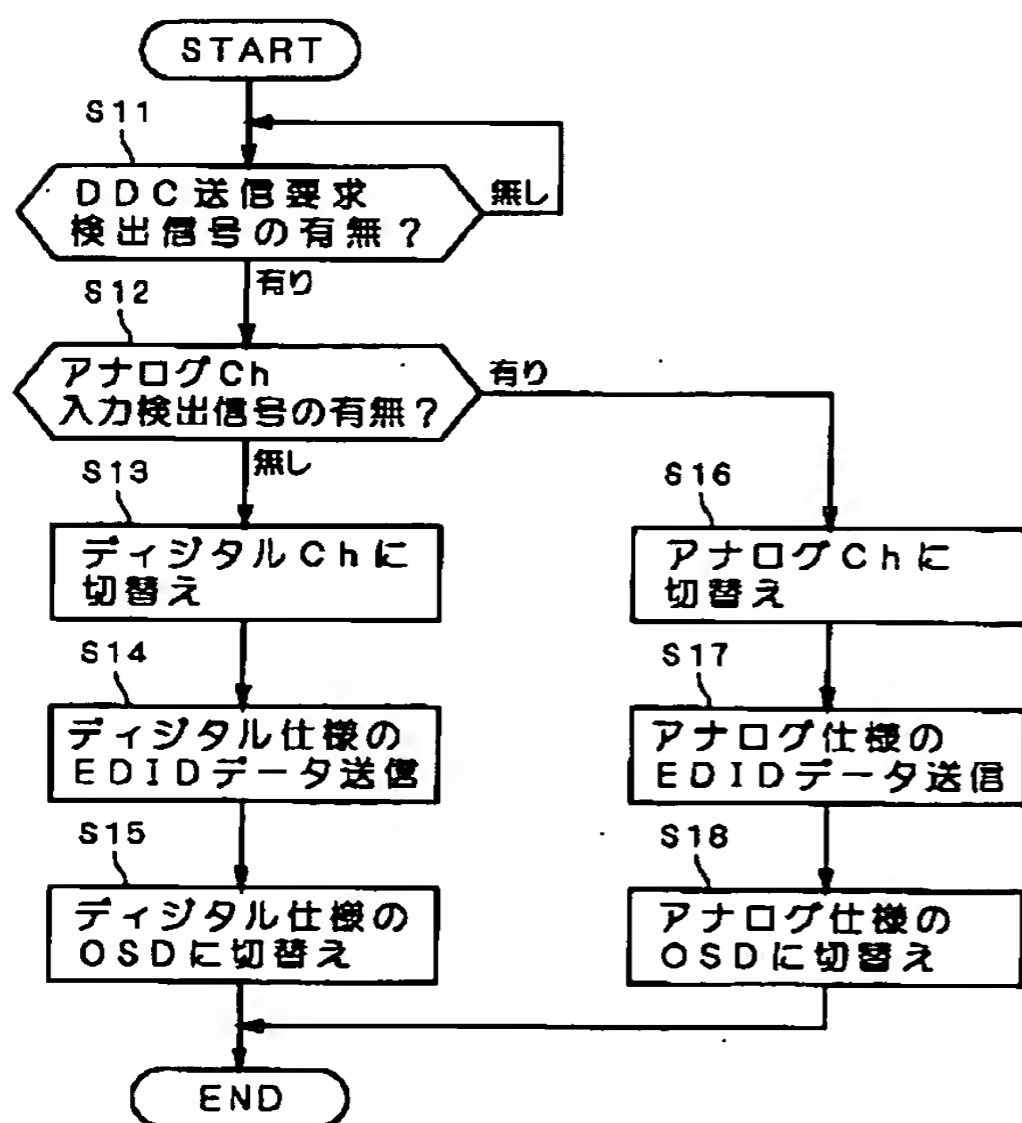 START
S11
DDC送信要求
検出信号の有無?
無し
有り
S12
アナログCh
入力検出信号の有無?
有り
無し
S13
ディジタルChに
切替え
S14
ディジタル仕様の
EDIDデータ送信
S15
ディジタル仕様の
OSDに切替え
S16
アナログChに
切替え
S17
アナログ仕様の
EDIDデータ送信
S18
アナログ仕様の
OSDに切替え
END